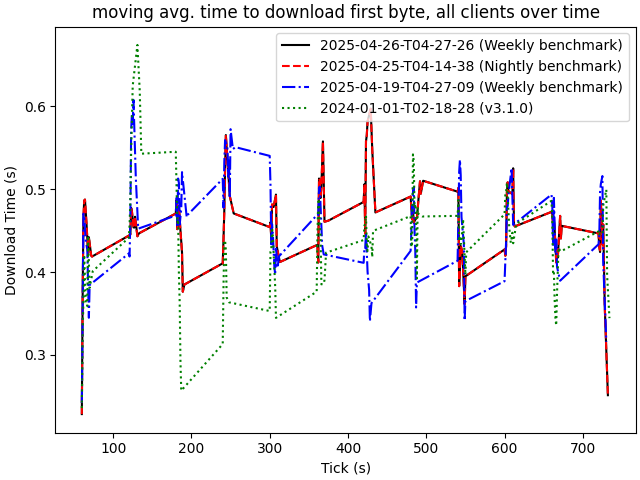 moving avg. time to download first byte, all clients over time
2025-04-26-T04-27-26 (Weekly benchmark)
2025-04-25-T04-14-38 (Nightly benchmark)
2025-04-19-T04-27-09 (Weekly benchmark)
2024-01-01-T02-18-28 (v3.1.0)
Download Time (s)
0.6
0.5
0.4
0.3
100 200 300 400 500 600 700
Tick (s)